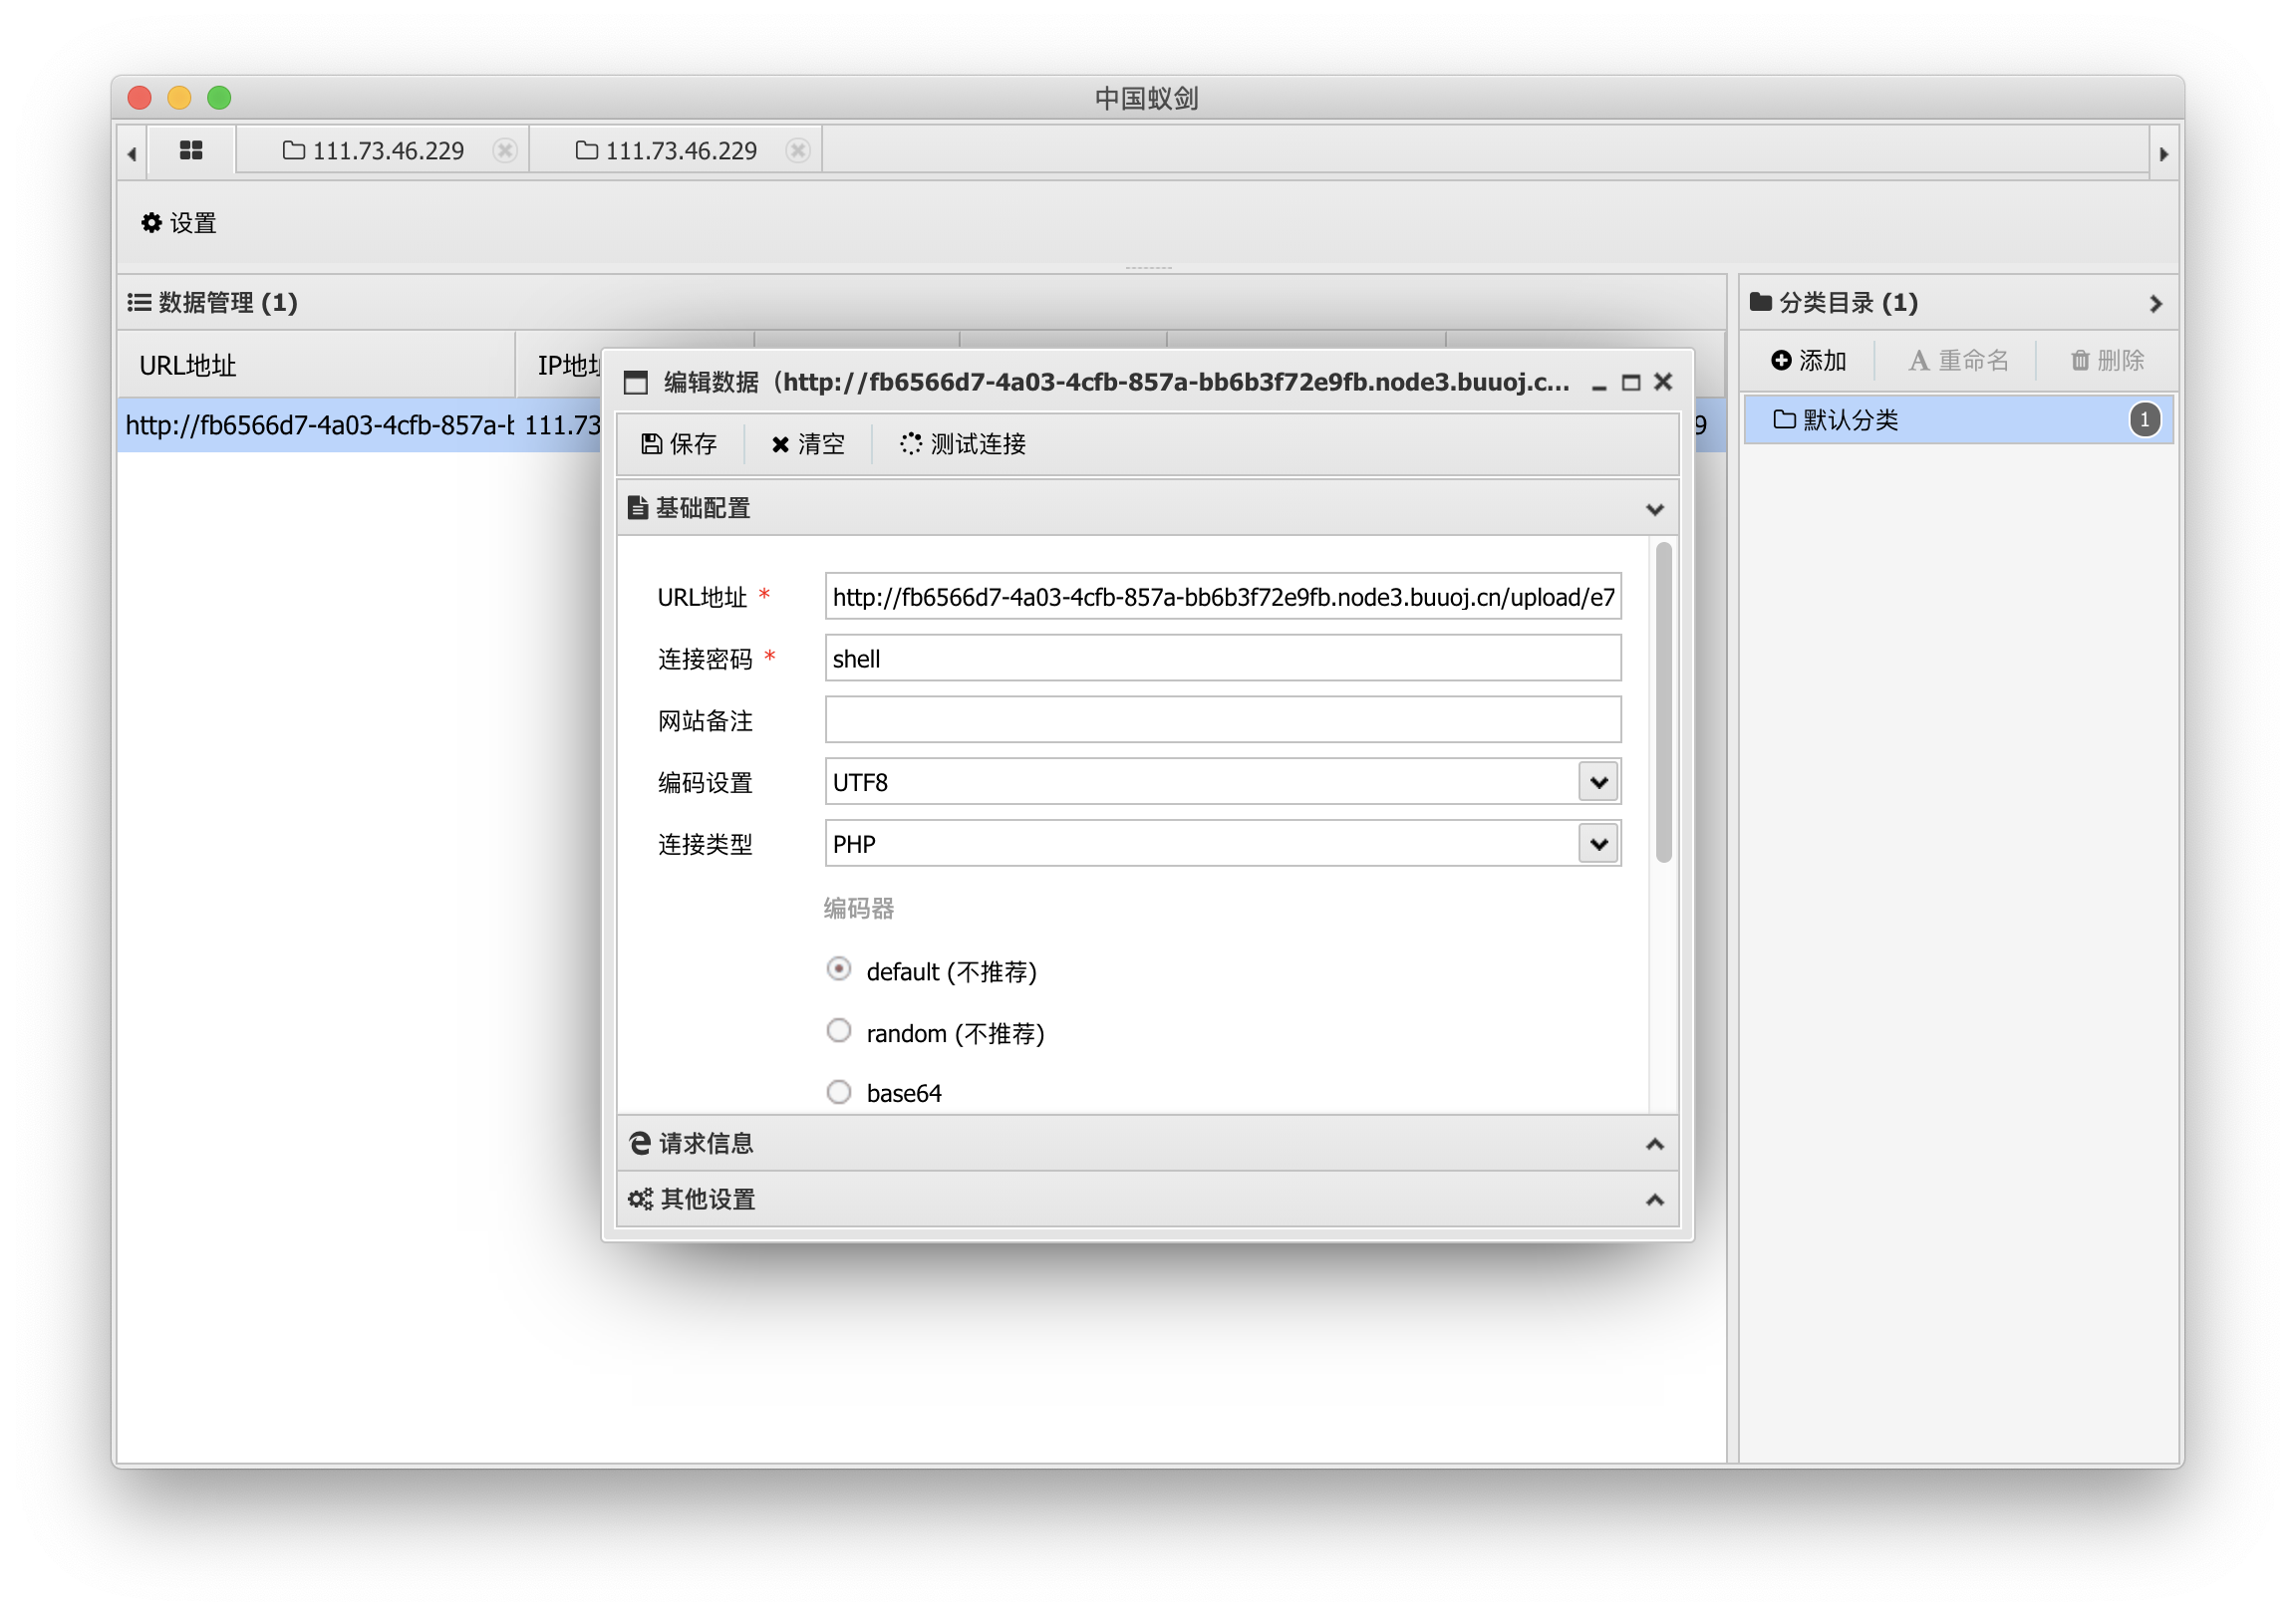 中国蚁剑
111.73.46.229
111.73.46.229
设置
数据管理 (1)
分类目录 (1)
URL地址
IP地
添加
重命名
删除
http://fb6566d7-4a03-4cfb-857a-b
111.73
9
默认分类
1
编辑数据（http://fb6566d7-4a03-4cfb-857a-bb6b3f72e9fb.node3.buuoj.c...
保存
清空
测试连接
基础配置
URL地址 *
http://fb6566d7-4a03-4cfb-857a-bb6b3f72e9fb.node3.buuoj.cn/upload/e7
连接密码 *
shell
网站备注
编码设置
UTF8
连接类型
PHP
编码器
default (不推荐)
random (不推荐)
base64
请求信息
其他设置